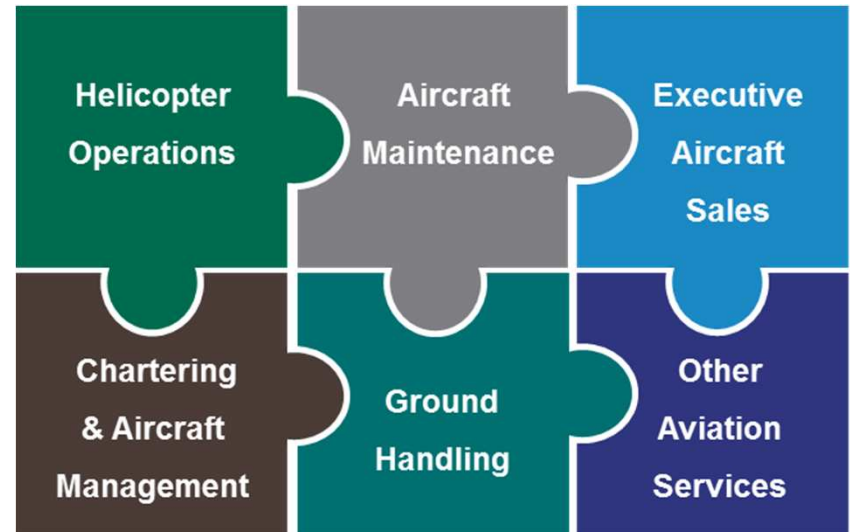 Helicopter
Operations
Aircraft
Maintenance
Executive
Aircraft
Sales
Chartering
& Aircraft
Management
Ground
Handling
Other
Aviation
Services